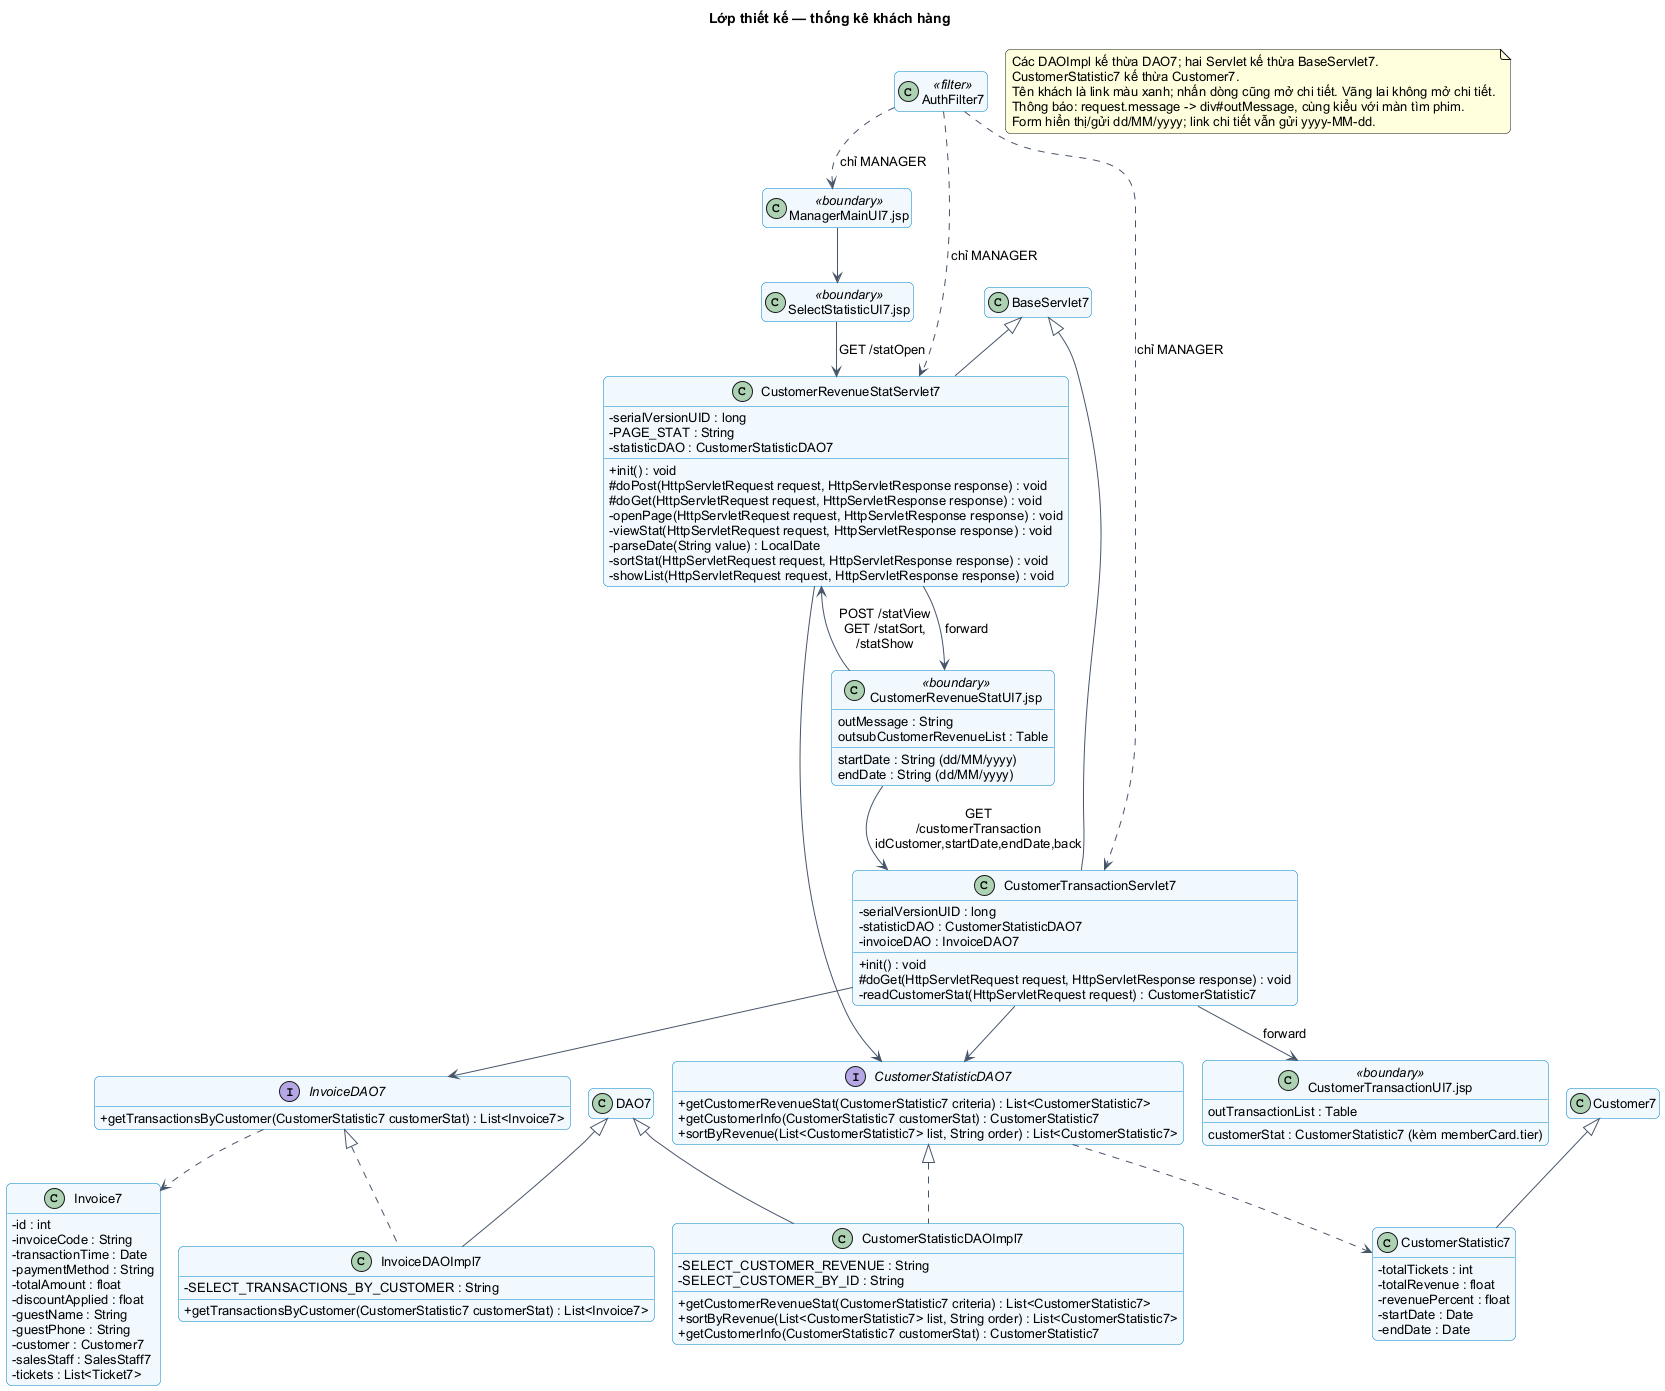 Lớp thiết kế — thống kê khách hàng
Các DAOImpl kế thừa DAO7; hai Servlet kế thừa BaseServlet7.
CustomerStatistic7 kế thừa Customer7.
Tên khách là link màu xanh; nhấn dòng cũng mở chi tiết. Vãng lai không mở chi tiết.
Thông báo: request.message -> div#outMessage, cùng kiểu với màn tìm phim.
Form hiển thị/gửi dd/MM/yyyy; link chi tiết vẫn gửi yyyy-MM-dd.
C
«filter»
AuthFilter7
chỉ MANAGER
C
«boundary»
ManagerMainUI7.jsp
chỉ MANAGER
C
«boundary»
SelectStatisticUI7.jsp
C BaseServlet7
GET /statOpen
chỉ MANAGER
C CustomerRevenueStatServlet7
-serialVersionUID : long
-PAGE_STAT : String
-statisticDAO : CustomerStatisticDAO7
+init() : void
#doPost(HttpServletRequest request, HttpServletResponse response) : void
#doGet(HttpServletRequest request, HttpServletResponse response) : void
-openPage(HttpServletRequest request, HttpServletResponse response) : void
-viewStat(HttpServletRequest request, HttpServletResponse response) : void
-parseDate(String value) : LocalDate
-sortStat(HttpServletRequest request, HttpServletResponse response) : void
-showList(HttpServletRequest request, HttpServletResponse response) : void
POST /statView
GET /statSort,
/statShow
forward
C
«boundary»
CustomerRevenueStatUI7.jsp
outMessage : String
outsubCustomerRevenueList : Table
startDate : String (dd/MM/yyyy)
endDate : String (dd/MM/yyyy)
GET
/customerTransaction
idCustomer,startDate,endDate,back
C CustomerTransactionServlet7
-serialVersionUID : long
-statisticDAO : CustomerStatisticDAO7
-invoiceDAO : InvoiceDAO7
+init() : void
#doGet(HttpServletRequest request, HttpServletResponse response) : void
-readCustomerStat(HttpServletRequest request) : CustomerStatistic7
forward
I InvoiceDAO7
+getTransactionsByCustomer(CustomerStatistic7 customerStat) : List<Invoice7>
C DAO7
I CustomerStatisticDAO7
+getCustomerRevenueStat(CustomerStatistic7 criteria) : List<CustomerStatistic7>
+getCustomerInfo(CustomerStatistic7 customerStat) : CustomerStatistic7
+sortByRevenue(List<CustomerStatistic7> list, String order) : List<CustomerStatistic7>
C
«boundary»
CustomerTransactionUI7.jsp
outTransactionList : Table
customerStat : CustomerStatistic7 (kèm memberCard.tier)
C Customer7
C Invoice7
-id : int
-invoiceCode : String
-transactionTime : Date
-paymentMethod : String
-totalAmount : float
-discountApplied : float
-guestName : String
-guestPhone : String
-customer : Customer7
-salesStaff : SalesStaff7
-tickets : List<Ticket7>
C InvoiceDAOImpl7
-SELECT_TRANSACTIONS_BY_CUSTOMER : String
+getTransactionsByCustomer(CustomerStatistic7 customerStat) : List<Invoice7>
C CustomerStatisticDAOImpl7
-SELECT_CUSTOMER_REVENUE : String
-SELECT_CUSTOMER_BY_ID : String
+getCustomerRevenueStat(CustomerStatistic7 criteria) : List<CustomerStatistic7>
+sortByRevenue(List<CustomerStatistic7> list, String order) : List<CustomerStatistic7>
+getCustomerInfo(CustomerStatistic7 customerStat) : CustomerStatistic7
C CustomerStatistic7
-totalTickets : int
-totalRevenue : float
-revenuePercent : float
-startDate : Date
-endDate : Date